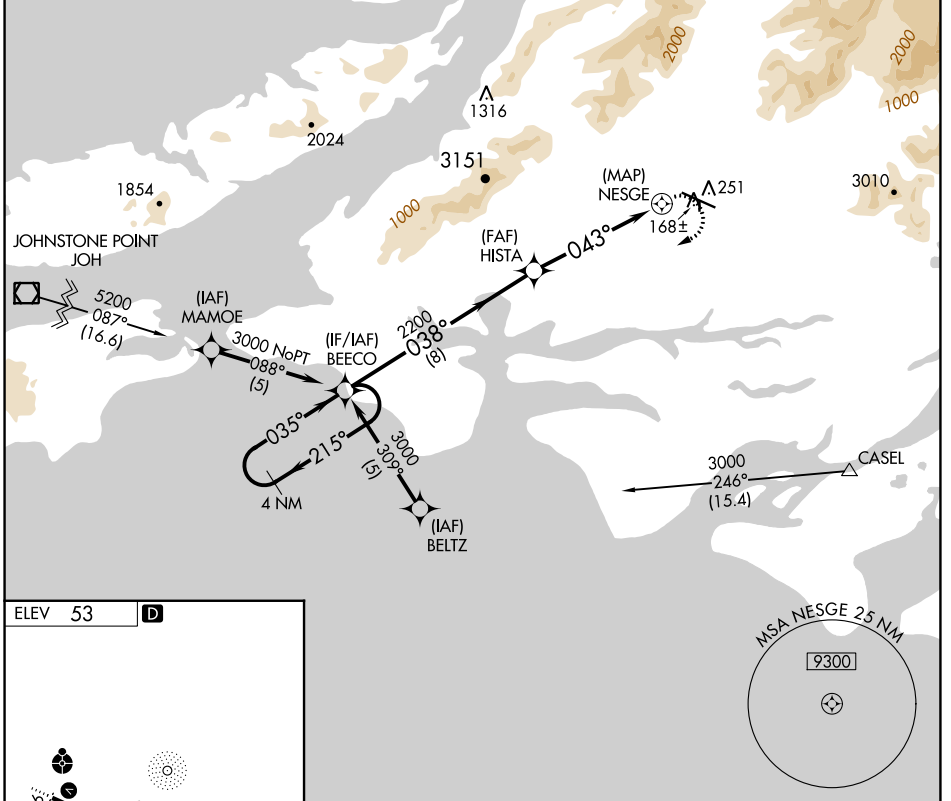 2000
2000
1000
1316
2024
3151
1854
1000
(MAP)
NESGE
251
168±
3010
JOHNSTONE POINT
JOH
(FAF)
HISTA
043°
5200
087°
(16.6)
(IAF)
MAMOE
3000 NoPT
088°
(5)
(IF/IAF)
BEECO
2200
038°
(8)
035°
215°
4 NM
3000
309°
(5)
(IAF)
BELTZ
CASEL
3000
246°
(15.4)
ELEV 53
D
MSA NESGE 25 NM
9300